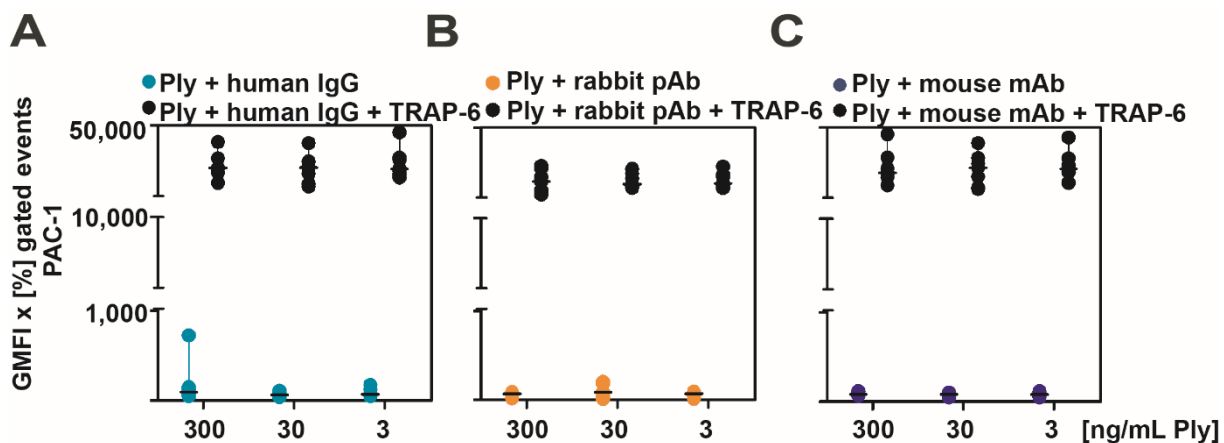 A
B
C
Ply + human IgG
Ply + human IgG + TRAP-6
Ply + rabbit pAb
Ply + rabbit pAb + TRAP-6
Ply + mouse mAb
Ply + mouse mAb + TRAP-6
GMFI x [%] gated events
PAC-1
50,000
10,000
1,000
300 30 3
300 30 3
300 30 3 [ng/mL Ply]